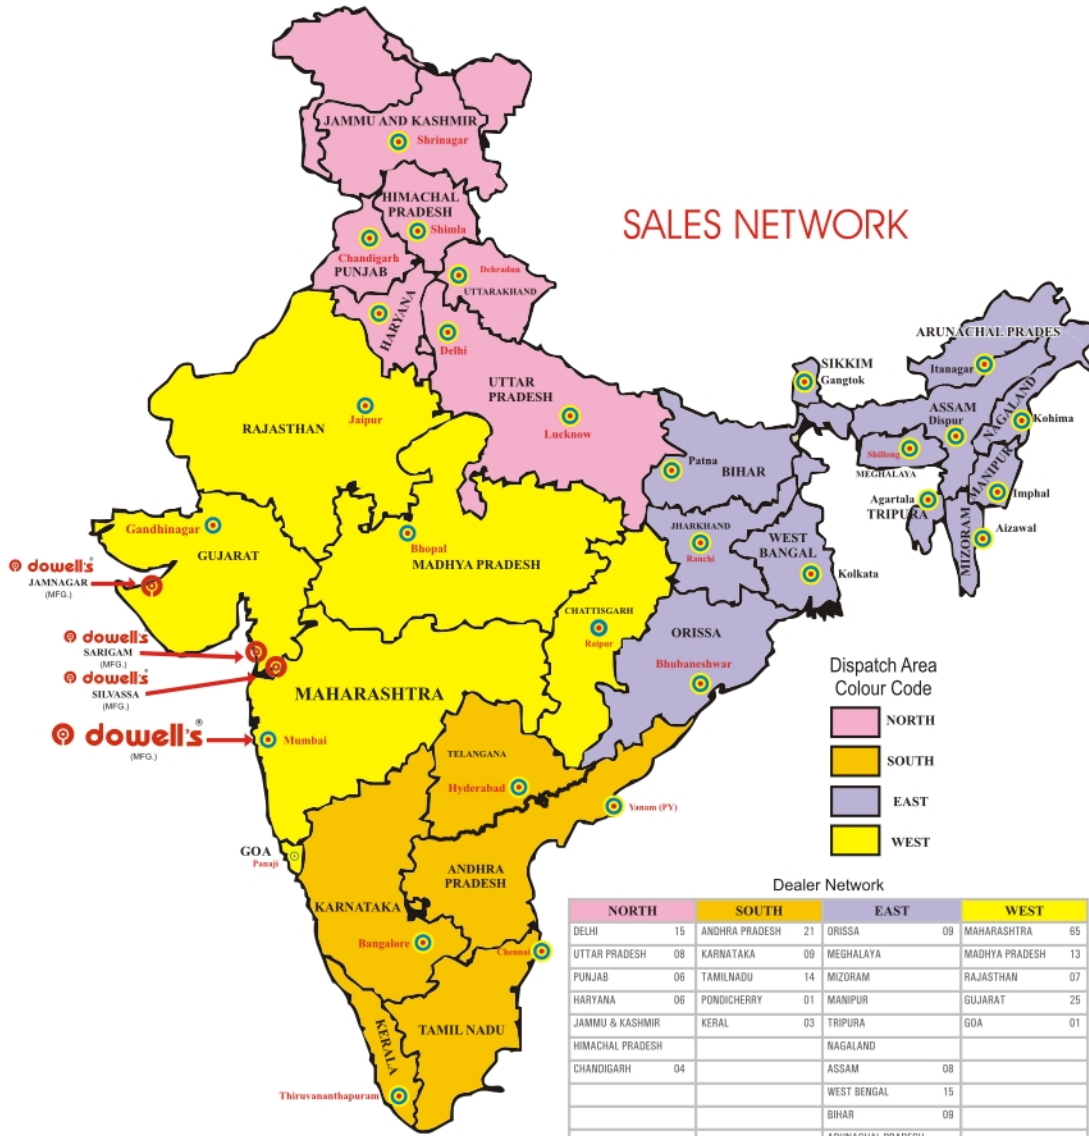 JAMMU AND KASHMIR
Shrinagar
HIMACHAL
PRADESH
Shimla
SALES NETWORK
Chandigarh
PUNJAB
Dehradun
UTTARAKHAND
HARYANA
Delhi
ARUNACHAL PRADES
Itanagar
SIKKIM
Gangtok
UTTAR
PRADESH
Lucknow
RAJASTHAN
Jaipur
ASSAM
Dispur
NAGALAND
Kohima
Shillong
MEGHALAYA
MANIPUR
Imphal
Patna
BIHAR
Agartala
TRIPURA
MIZORAM
Aizawal
Gandhinagar
GUJARAT
Bhopal
MADHYA PRADESH
JHARKHAND
Ranchi
WEST
BANGAL
Kolkata
dowell's®
JAMNAGAR
(MFG.)
CHATTISGARH
Raipur
ORISSA
Bhubaneshwar
dowell's
SARIGAM
(MFG.)
dowell's
SILVASSA
(MFG.)
MAHARASHTRA
dowell's®
(MFG.)
Mumbai
Dispatch Area
Colour Code
NORTH
SOUTH
EAST
WEST
TELANGANA
Hyderabad
Yanam (PY)
GOA
Panaji
ANDHRA
PRADESH
KARNATAKA
Bangalore
Chennai
KERALA
TAMIL NADU
Thiruvananthapuram
Dealer Network
NORTH SOUTH EAST WEST
DELHI 15 ANDHRA PRADESH 21 ORISSA 09 MAHARASHTRA 65
UTTAR PRADESH 08 KARNATAKA 09 MEGHALAYA MADHYA PRADESH 13
PUNJAB 06 TAMILNADU 14 MIZORAM RAJASTHAN 07
HARYANA 06 PONDICHERRY 01 MANIPUR GUJARAT 25
JAMMU & KASHMIR KERAL 03 TRIPURA GOA 01
HIMACHAL PRADESH NAGALAND
CHANDIGARH 04 ASSAM 08
WEST BENGAL 15
BIHAR 09
ARUNACHAL PRADESH